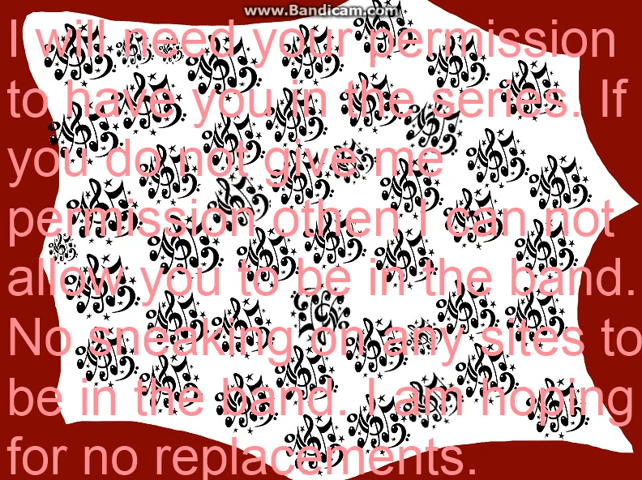 www.Bandicam.com
I will need your permission
to have you in the series. If
you do not give me
permission othen I can not
allow you to be in the band.
No sneaking on any sites to
be in the band. I am hoping
for no replacements.